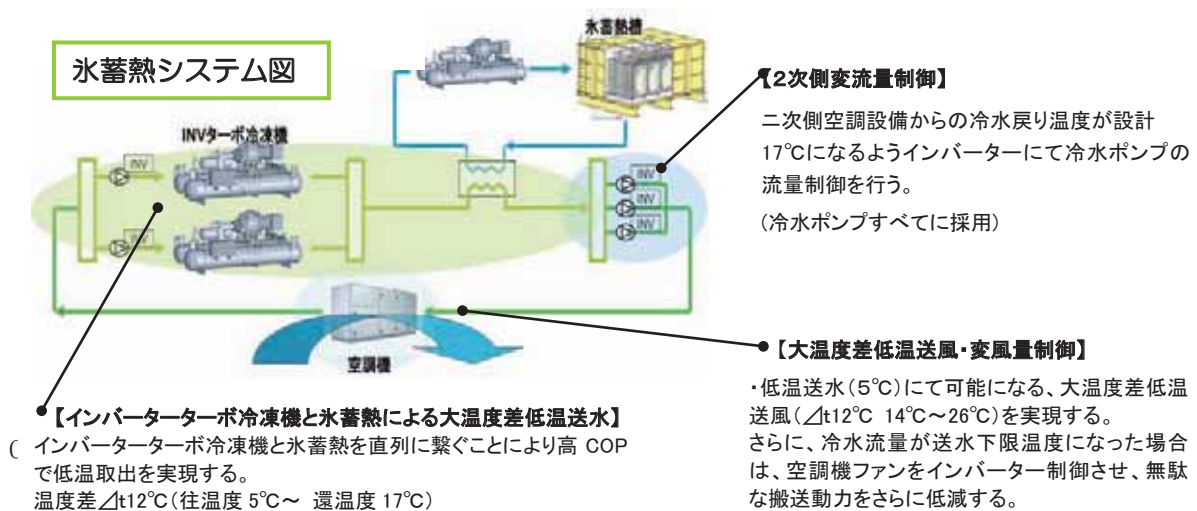 氷蓄熱システム図
氷蓄熱槽
INVターボ冷凍機
INV
INV
INV
INV
INV
空調機
【2次側変流量制御】
二次側空調設備からの冷水戻り温度が設計
17℃になるようインバーターにて冷水ポンプの
流量制御を行う。
(冷水ポンプすべてに採用)
【大温度差低温送風・変風量制御】
・低温送水(5℃)にて可能になる、大温度差低温
送風(⊿t12℃ 14℃~26℃)を実現する。
さらに、冷水流量が送水下限温度になった場合
は、空調機ファンをインバーター制御させ、無駄
な搬送動力をさらに低減する。
【インバーターターボ冷凍機と氷蓄熱による大温度差低温送水】
( インバーターターボ冷凍機と氷蓄熱を直列に繋ぐことにより高 COP
で低温取出を実現する。
温度差⊿t12℃(往温度 5℃~ 還温度 17℃)